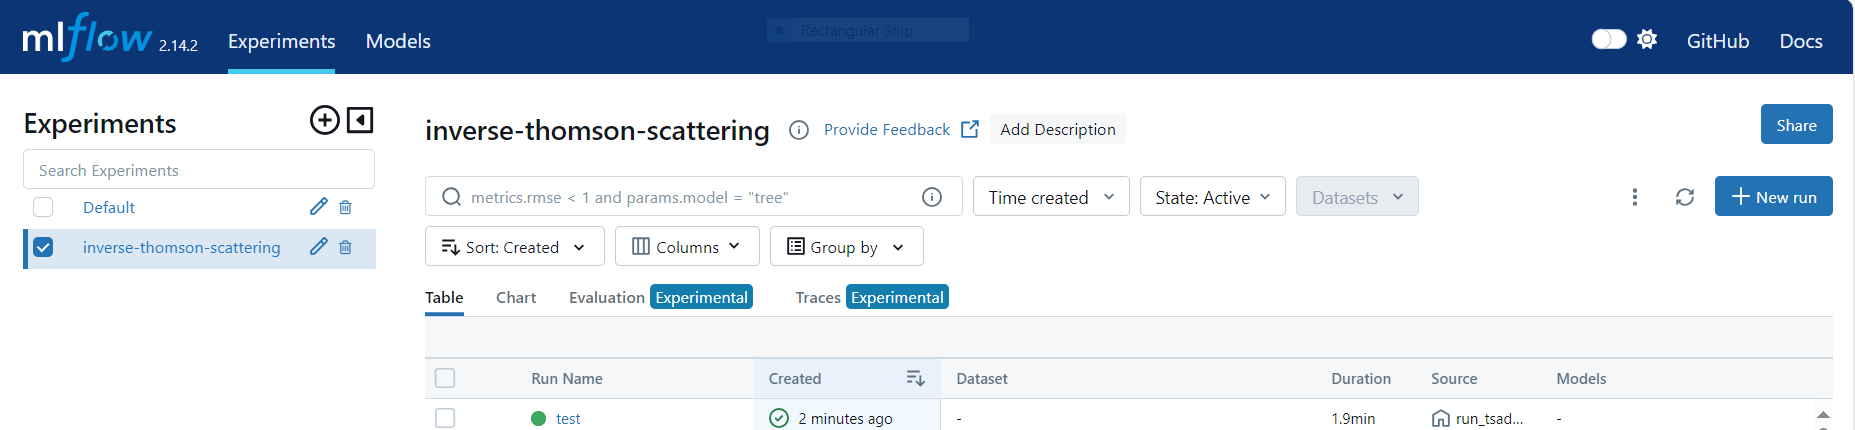 mlflow 2.14.2 Experiments Models Rectangular Snip GitHub Docs
Experiments
Search Experiments
Default
inverse-thomson-scattering
inverse-thomson-scattering Provide Feedback Add Description Share
metrics.rmse < 1 and params.model = "tree" Time created State: Active Datasets New run
Sort: Created Columns Group by
Table Chart Evaluation Experimental Traces Experimental
Run Name Created Dataset Duration Source Models
test 2 minutes ago - 1.9min run_tsad... -